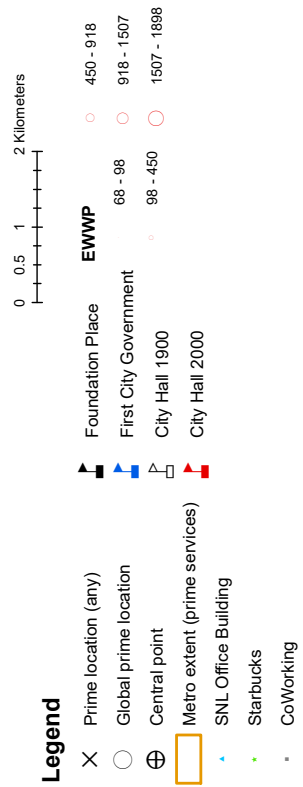 0 0.5 1 2 Kilometers
Legend
Prime location (any)
Global prime location
Central point
Metro extent (prime services)
SNL Office Building
Starbucks
CoWorking
Foundation Place
First City Government
City Hall 1900
City Hall 2000
EWWP
68 - 98
98 - 450
450 - 918
918 - 1507
1507 - 1898